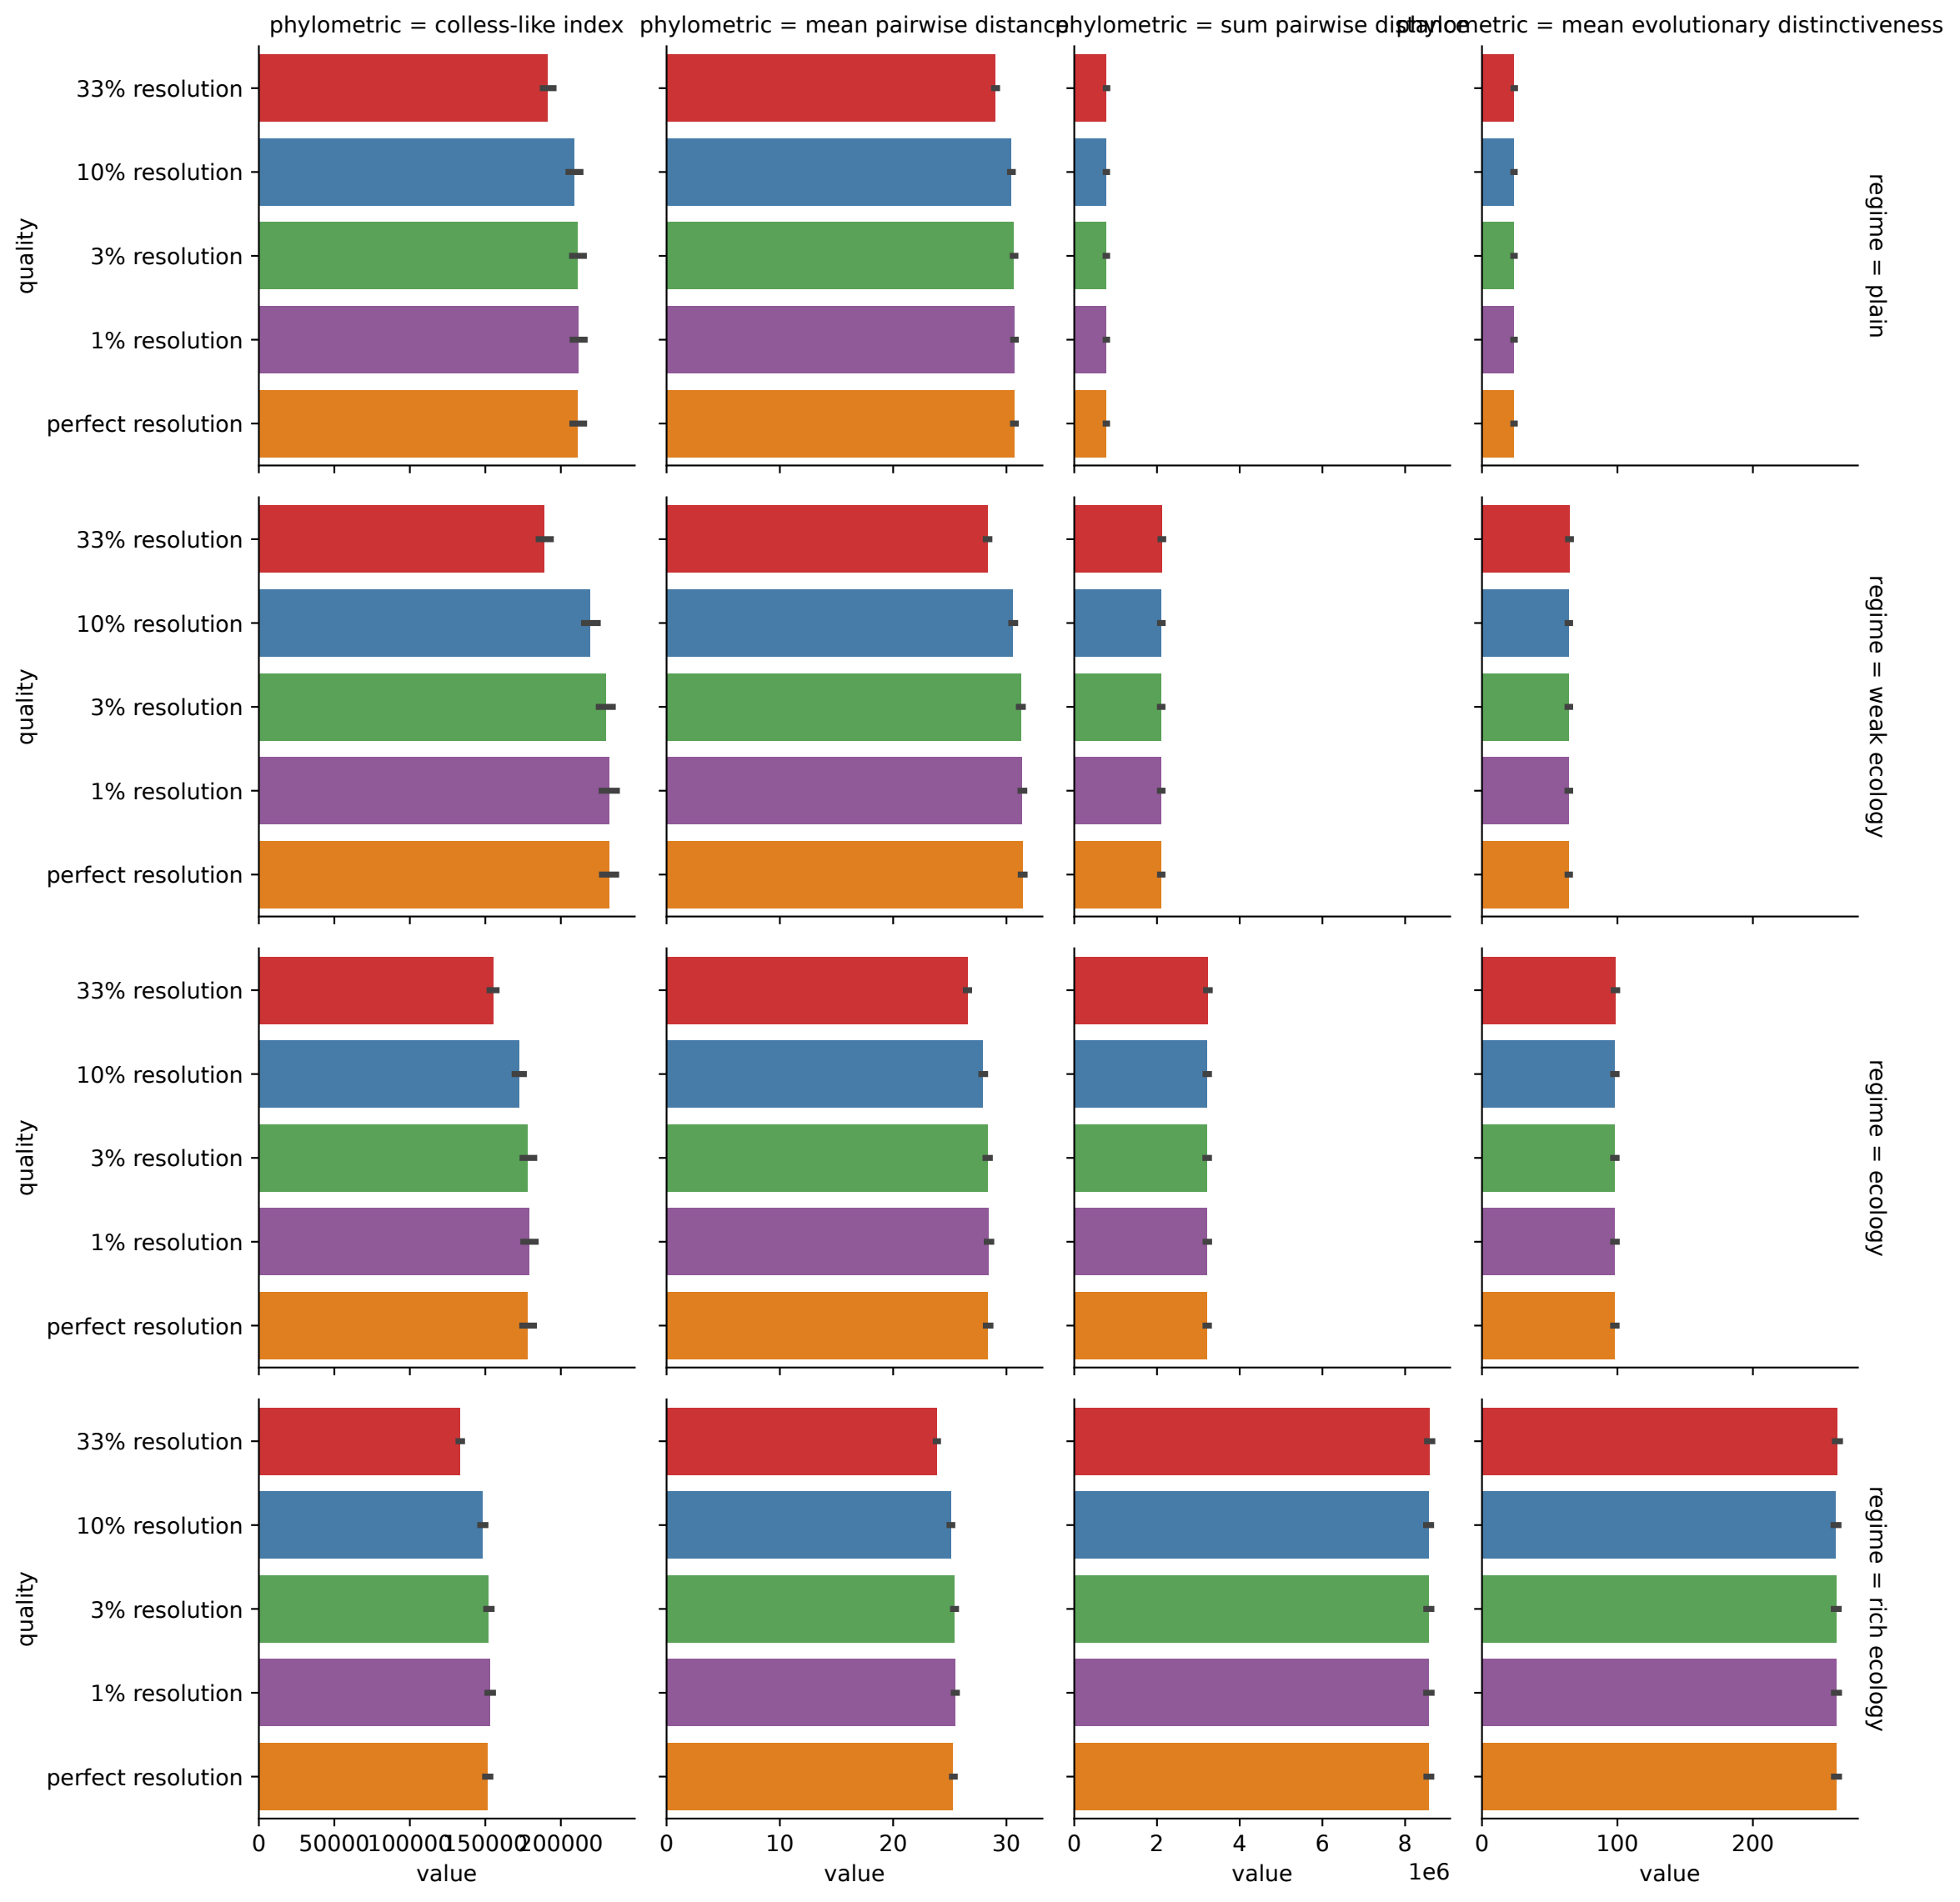 phylometric = colless-like index
phylometric = mean pairwise distance
phylometric = sum pairwise distance
phylometric = mean evolutionary distinctiveness
quality
33% resolution
10% resolution
3% resolution
1% resolution
perfect resolution
regime = plain
quality
33% resolution
10% resolution
3% resolution
1% resolution
perfect resolution
regime = weak ecology
quality
33% resolution
10% resolution
3% resolution
1% resolution
perfect resolution
regime = ecology
quality
33% resolution
10% resolution
3% resolution
1% resolution
perfect resolution
regime = rich ecology
0 50000 100000 150000 200000
value
0 10 20 30
value
0 2 4 6 8
1e6
value
0 100 200
value